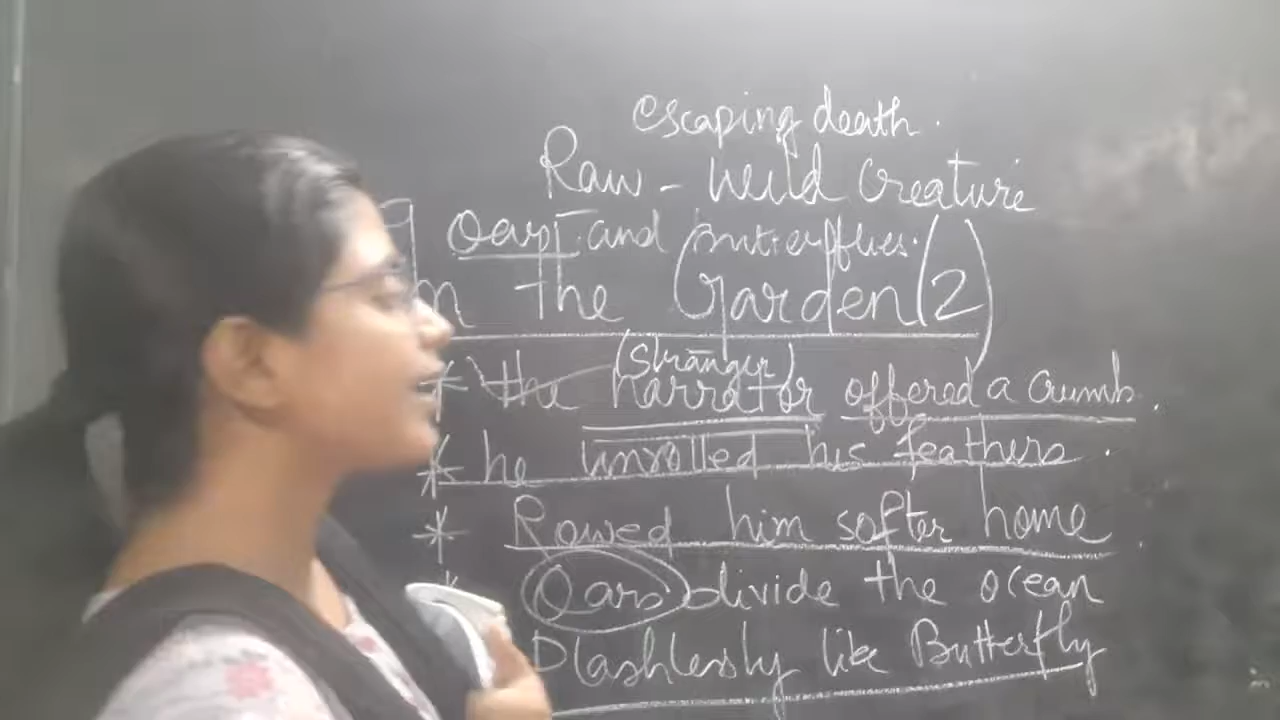 escaping death.
Raw - Wild Creature
Oars and Butterflies.
In the Garden (2)
(Stranger)
* the narrator offered a Crumb.
* he unrolled his feathers.
* Rowed him softer home
* Oars divide the ocean
Plashlessly like Butterfly